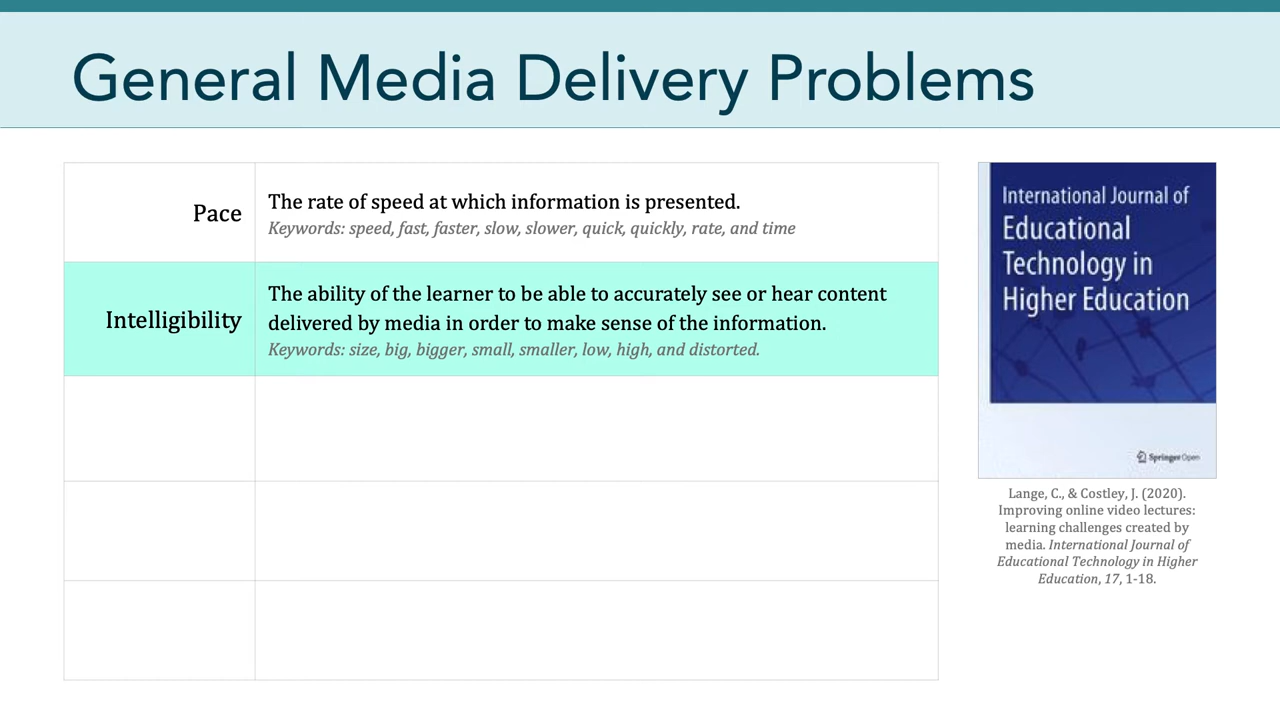 General Media Delivery Problems
Pace
The rate of speed at which information is presented.
Keywords: speed, fast, faster, slow, slower, quick, quickly, rate, and time
Intelligibility
The ability of the learner to be able to accurately see or hear content
delivered by media in order to make sense of the information.
Keywords: size, big, bigger, small, smaller, low, high, and distorted.
International Journal of
Educational
Technology in
Higher Education
Springer Open
Lange, C., & Costley, J. (2020).
Improving online video lectures:
learning challenges created by
media. International Journal of
Educational Technology in Higher
Education, 17, 1-18.